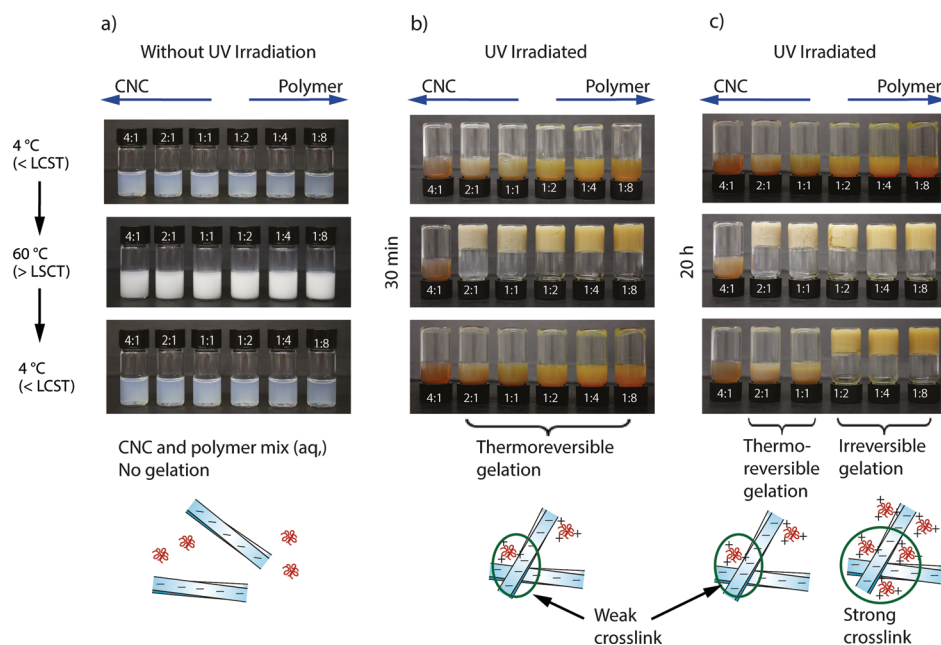 a)
Without UV Irradiation
CNC
Polymer
b)
UV Irradiated
CNC
Polymer
c)
UV Irradiated
CNC
Polymer
4 °C
(< LCST)
4:1 2:1 1:1 1:2 1:4 1:8
4:1 2:1 1:1 1:2 1:4 1:8
4:1 2:1 1:1 1:2 1:4 1:8
60 °C
(> LSCT)
4:1 2:1 1:1 1:2 1:4 1:8
30 min
4:1 2:1 1:1 1:2 1:4 1:8
20 h
4:1 2:1 1:1 1:2 1:4 1:8
4 °C
(< LCST)
4:1 2:1 1:1 1:2 1:4 1:8
4:1 2:1 1:1 1:2 1:4 1:8
4:1 2:1 1:1 1:2 1:4 1:8
CNC and polymer mix (aq,)
No gelation
Thermoreversible
gelation
Thermo-
reversible
gelation
Irreversible
gelation
Weak
crosslink
Strong
crosslink